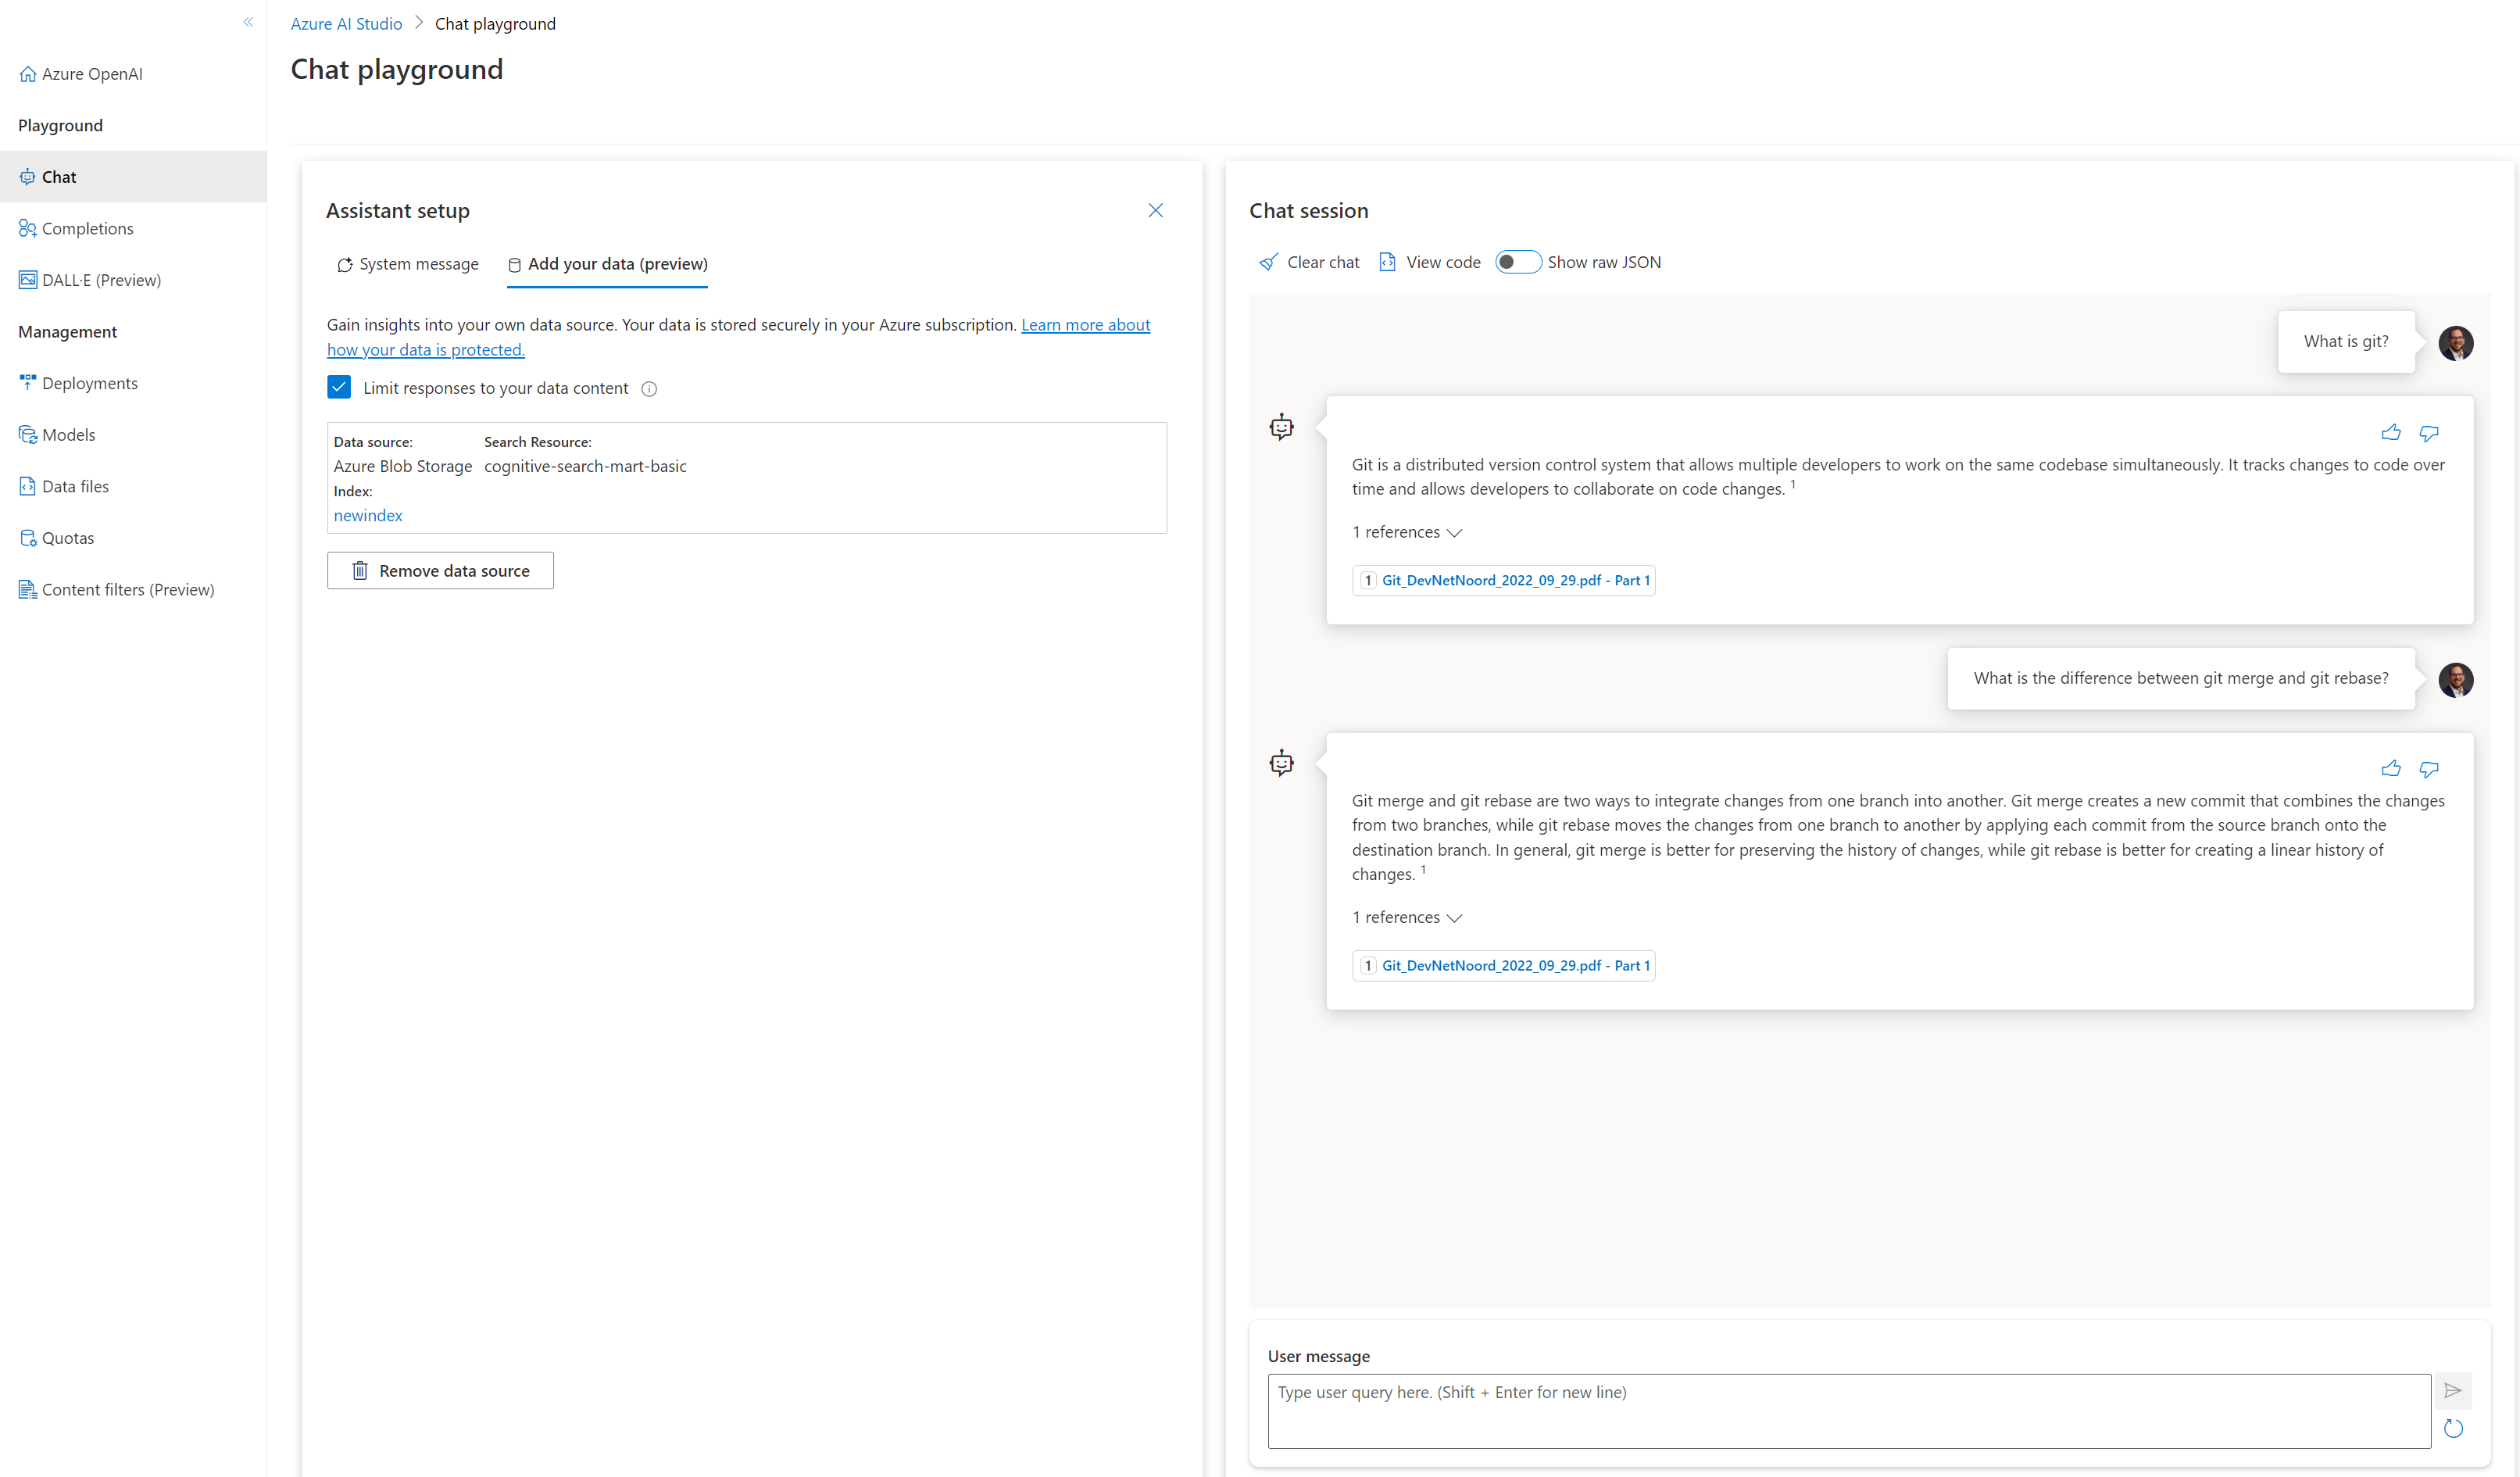 Azure OpenAI
Playground
Chat
Completions
DALL·E (Preview)
Management
Deployments
Models
Data files
Quotas
Content filters (Preview)
Azure AI Studio > Chat playground
Chat playground
Assistant setup
System message Add your data (preview)
Gain insights into your own data source. Your data is stored securely in your Azure subscription. Learn more about
how your data is protected.
Limit responses to your data content
Data source: Search Resource:
Azure Blob Storage cognitive-search-mart-basic
Index:
newindex
Remove data source
Chat session
Clear chat View code Show raw JSON
What is git?
Git is a distributed version control system that allows multiple developers to work on the same codebase simultaneously. It tracks changes to code over
time and allows developers to collaborate on code changes. 1
1 references
1 Git_DevNetNoord_2022_09_29.pdf - Part 1
What is the difference between git merge and git rebase?
Git merge and git rebase are two ways to integrate changes from one branch into another. Git merge creates a new commit that combines the changes
from two branches, while git rebase moves the changes from one branch to another by applying each commit from the source branch onto the
destination branch. In general, git merge is better for preserving the history of changes, while git rebase is better for creating a linear history of
changes. 1
1 references
1 Git_DevNetNoord_2022_09_29.pdf - Part 1
User message
Type user query here. (Shift + Enter for new line)